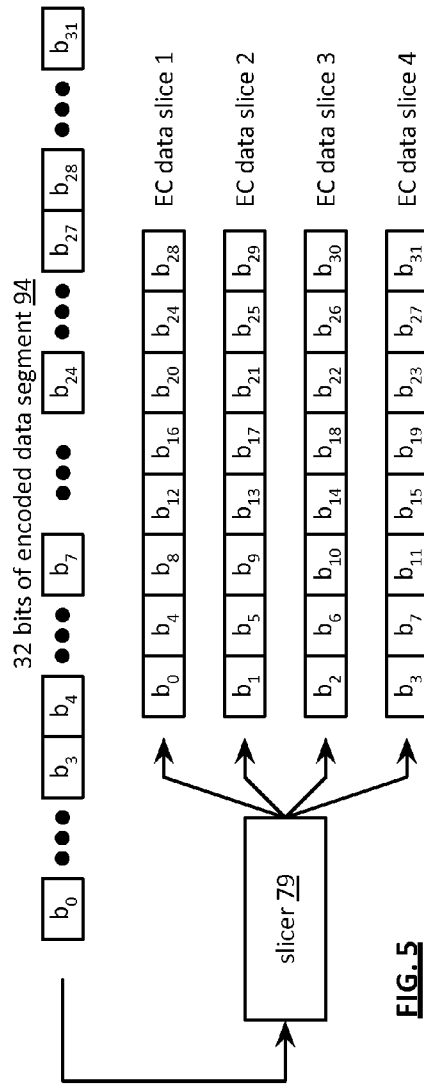 32 bits of encoded data segment 94
b0 ●●● b3 b4 ●●● b7 ●●● b24 ●●● b27 b28 ●●● b31
slicer 79
b0 b4 b8 b12 b16 b20 b24 b28 EC data slice 1
b1 b5 b9 b13 b17 b21 b25 b29 EC data slice 2
b2 b6 b10 b14 b18 b22 b26 b30 EC data slice 3
b3 b7 b11 b15 b19 b23 b27 b31 EC data slice 4
FIG. 5